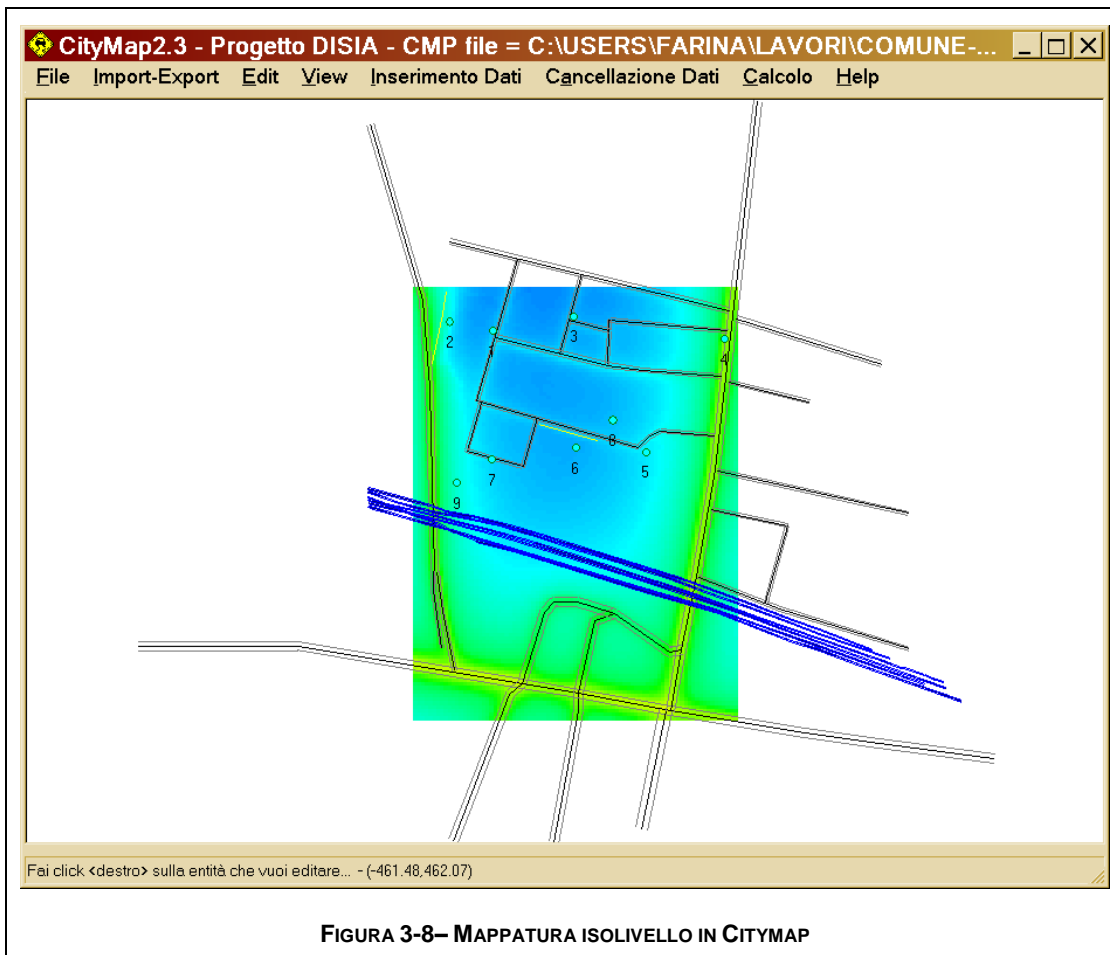 CityMap2.3 - Progetto DISIA - CMP file = C:\USERS\FARINA\LAVORI\COMUNE-...
File Import-Export Edit View Inserimento Dati Cancellazione Dati Calcolo Help
2
1
3
4
8
6
5
7
9
Fai click <destro> sulla entità che vuoi editare... - (-461.48,462.07)
FIGURA 3-8– MAPPATURA ISOLIVELLO IN CITYMAP